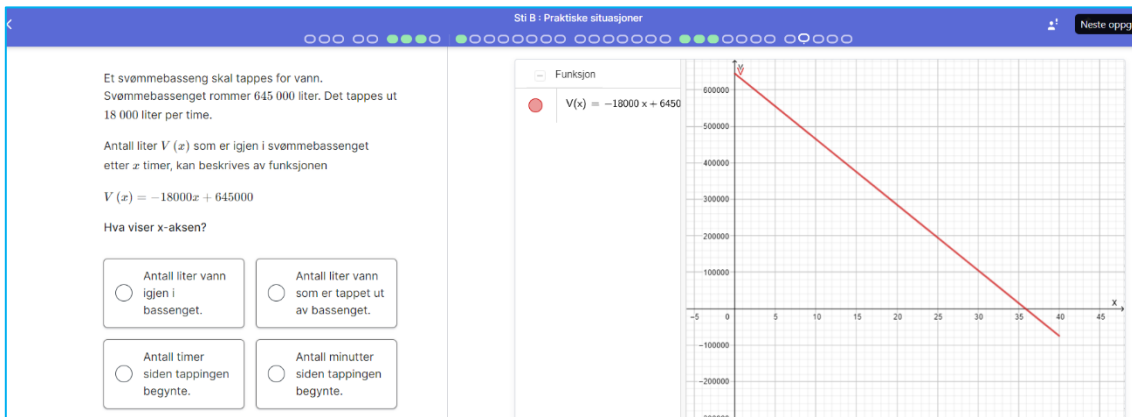 Sti B : Praktiske situasjoner
Neste oppg
Et svømmebasseng skal tappes for vann.
Svømmebassenget rommer 645 000 liter. Det tappes ut
18 000 liter per time.
Antall liter V (x) som er igjen i svømmebassenget
etter x timer, kan beskrives av funksjonen
V (x) = −18000x + 645000
Hva viser x-aksen?
Antall liter vann
igjen i
bassenget.
Antall liter vann
som er tappet ut
av bassenget.
Antall timer
siden tappingen
begynte.
Antall minutter
siden tappingen
begynte.
Funksjon
V(x) = −18000 x + 6450
y
600000
500000
400000
300000
200000
100000
x
−5 0 5 10 15 20 25 30 35 40 45
−100000
−200000